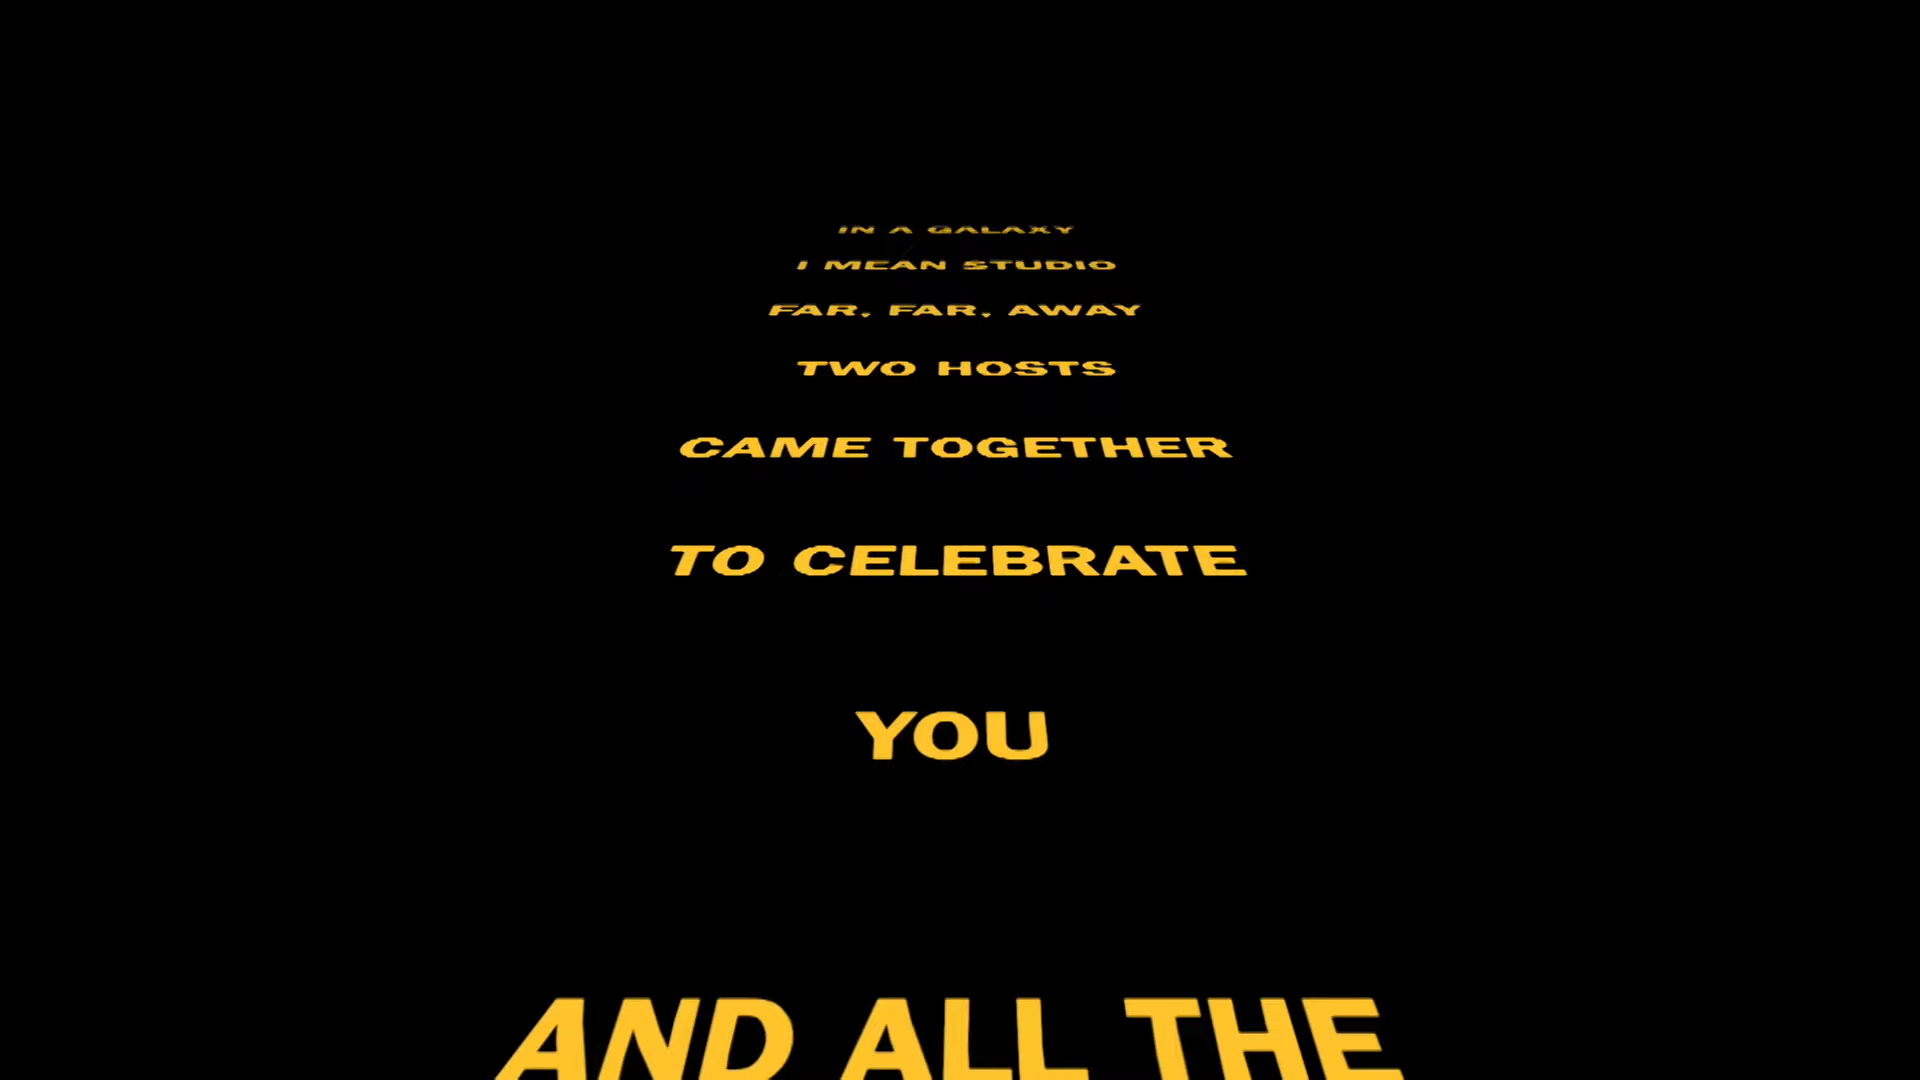 IN A GALAXY
I MEAN STUDIO
FAR, FAR, AWAY
TWO HOSTS
CAME TOGETHER
TO CELEBRATE
YOU
AND ALL THE